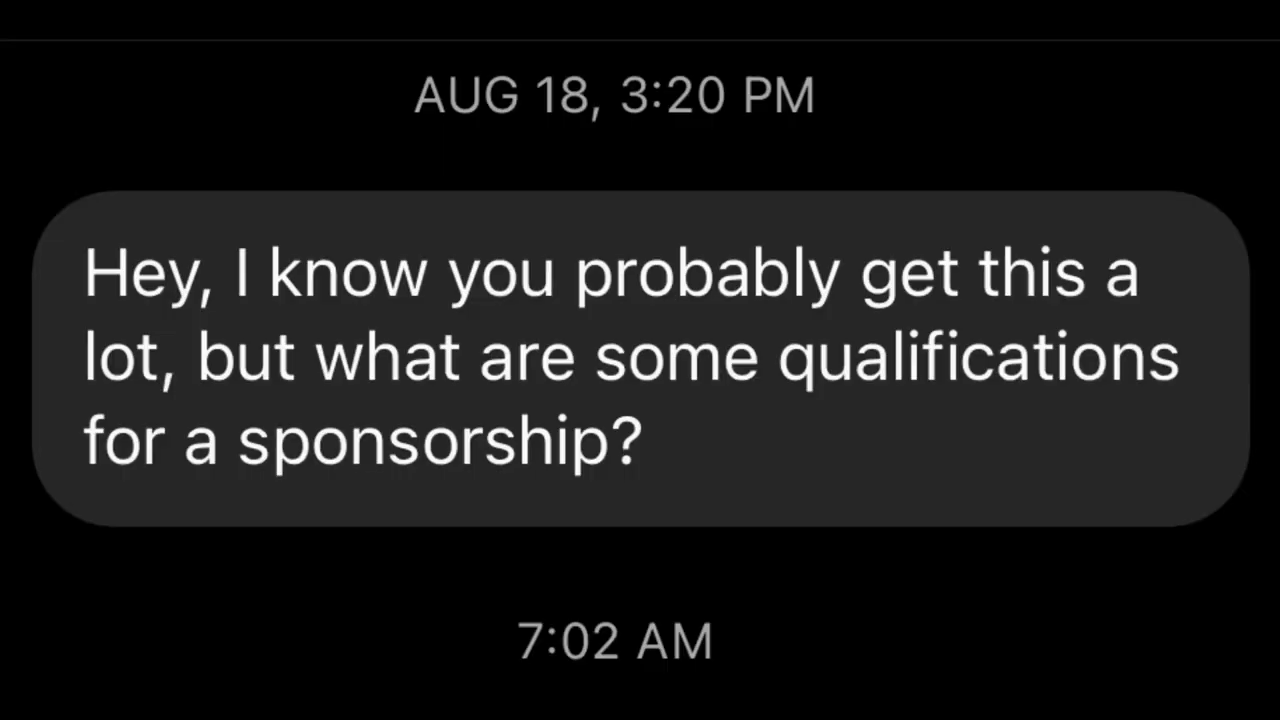 AUG 18, 3:20 PM
Hey, I know you probably get this a
lot, but what are some qualifications
for a sponsorship?
7:02 AM